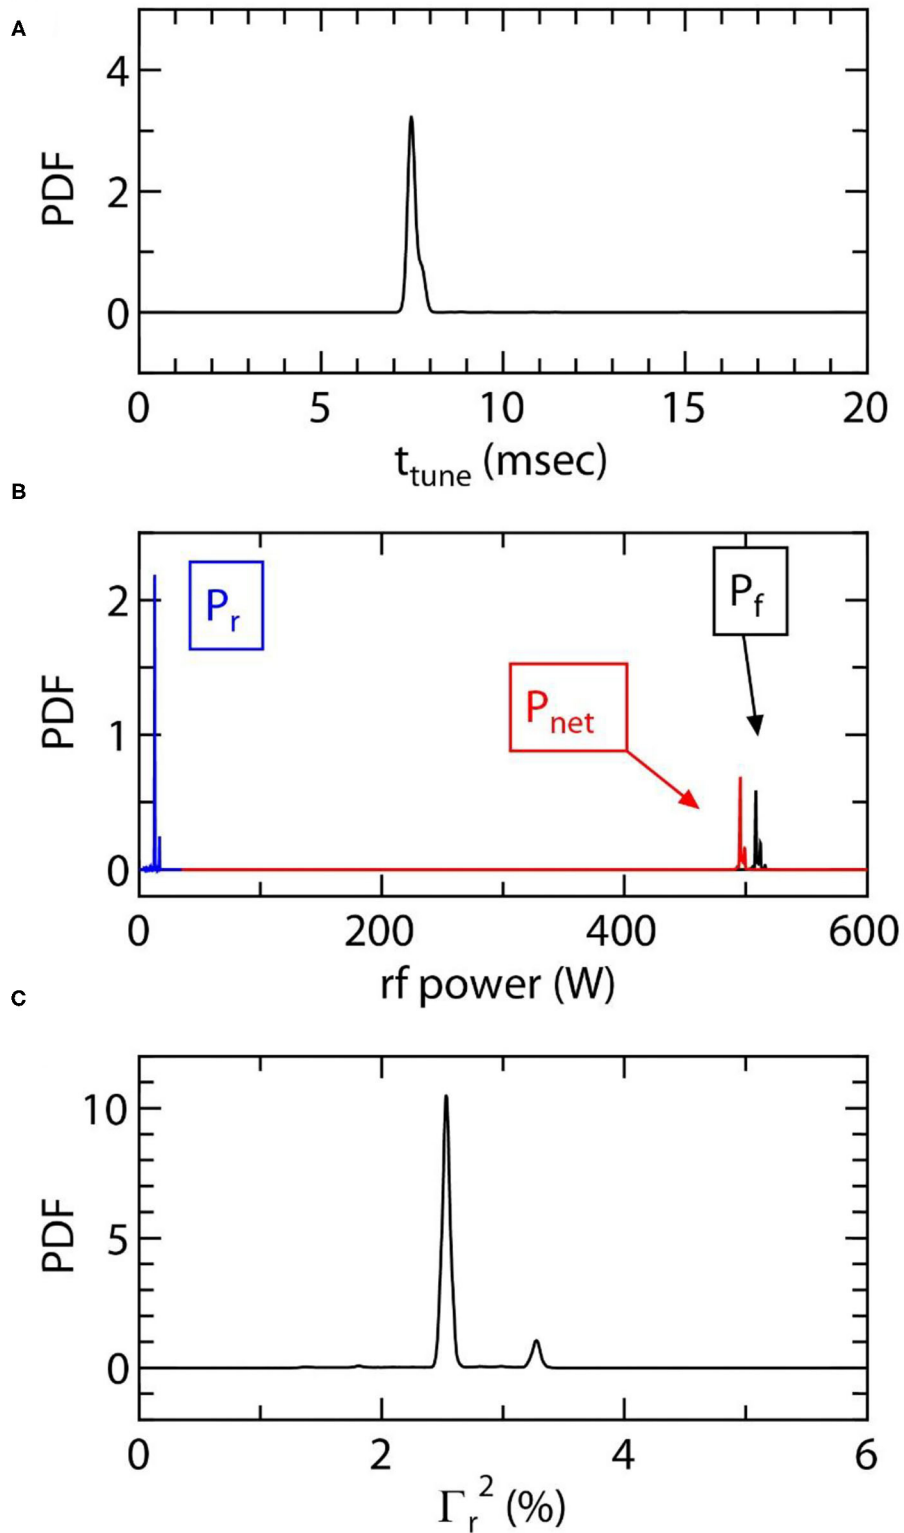 A
PDF
4
2
0
0 5 10 15 20
t_tune (msec)
B
PDF
2
1
0
P_r
P_net
P_f
0 200 400 600
rf power (W)
C
PDF
10
5
0
0 2 4 6
Γ_r^2 (%)